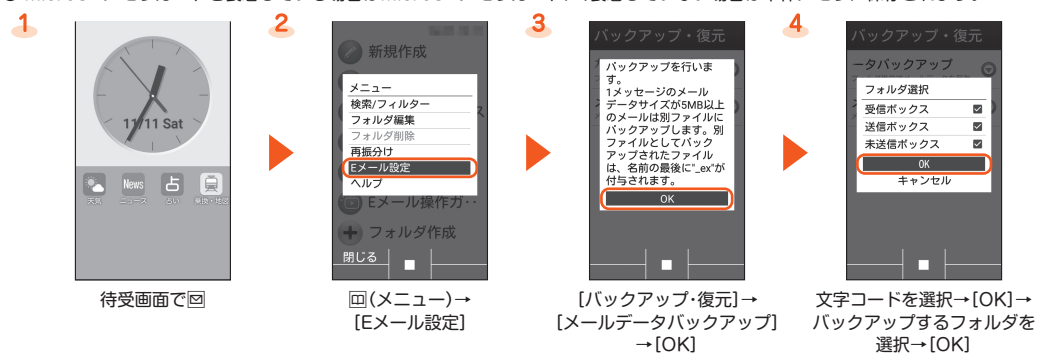 1
2
3
4
11/11 Sat
News
占
天気
ニュース
占い
乗換・地図
待受画面で
新規作成
メニュー
検索/フィルター
フォルダ編集
フォルダ削除
再振分け
Eメール設定
ヘルプ
Eメール操作ガ‥
フォルダ作成
閉じる
(メニュー)→
[Eメール設定]
バックアップ・復元
バックアップを行いま
す。
1メッセージのメール
データサイズが5MB以上
のメールは別ファイルに
バックアップします。別
ファイルとしてバック
アップされたファイル
は、名前の最後に"_ex"が
付与されます。
OK
[バックアップ・復元]→
[メールデータバックアップ]
→[OK]
バックアップ・復元
ータバックアップ
フォルダ選択
受信ボックス
送信ボックス
未送信ボックス
OK
キャンセル
文字コードを選択→[OK]→
バックアップするフォルダを
選択→[OK]